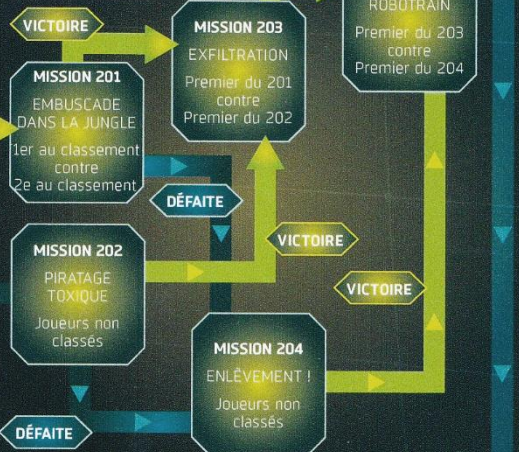 VICTOIRE
MISSION 201
EMBUSCADE
DANS LA JUNGLE
1er au classement
contre
2e au classement
MISSION 203
EXFILTRATION
Premier du 201
contre
Premier du 202
ROBOTRAIN
Premier du 203
contre
Premier du 204
DÉFAITE
MISSION 202
PIRATAGE
TOXIQUE
Joueurs non
classés
VICTOIRE
VICTOIRE
MISSION 204
ENLÈVEMENT !
Joueurs non
classés
DÉFAITE